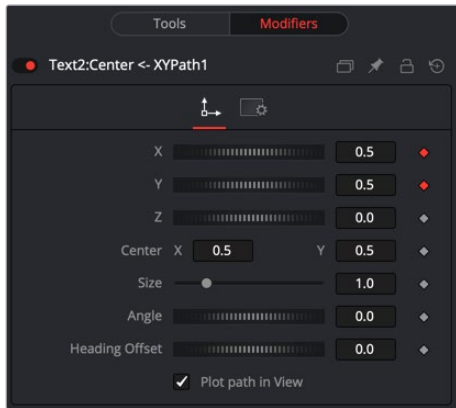 Tools Modifiers
Text2:Center <- XYPath1
X 0.5
Y 0.5
Z 0.0
Center X 0.5 Y 0.5
Size 1.0
Angle 0.0
Heading Offset 0.0
Plot path in View